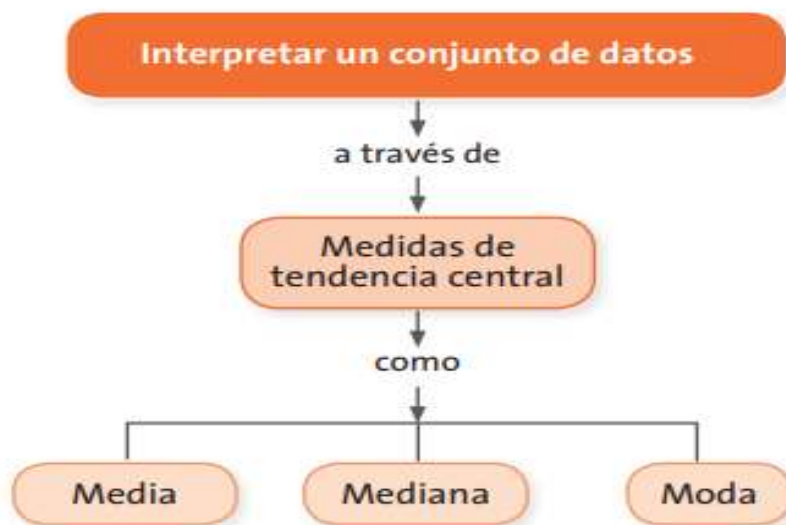 Interpretar un conjunto de datos
a través de
Medidas de
tendencia central
como
Media
Mediana
Moda